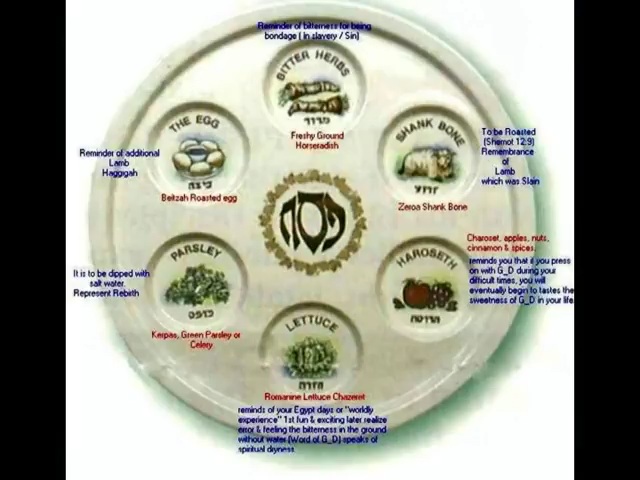 Reminder of bitterness for being
bondage ( in slavery / Sin)
BITTER HERBS
מרור
Freshy Ground
Horseradish
THE EGG
ביצה
Beitzah Roasted egg
Reminder of additional
Lamb
Haggigah
SHANK BONE
זרוע
Zeroa Shank Bone
To be Roasted
(Shemot 12:9)
Remembrance
of
Lamb
which was Slain
פסח
PARSLEY
כרפס
Kerpas, Green Parsley or
Celery
It is to be dipped with
salt water.
Represent Rebirth
HAROSETH
חרוסת
Charoset, apples, nuts,
cinnamon & spices.
reminds you that if you press
on with G_D during your
difficult times, you will
eventually begin to tastes the
sweetness of G_D in your life
LETTUCE
חזרת
Romanine Lettuce Chazeret
reminds of your Egypt days or "worldly
experience" 1st fun & exciting later realize
error & feeling the bitterness in the ground
without water (Word of G_D) speaks of
spiritual dryness.